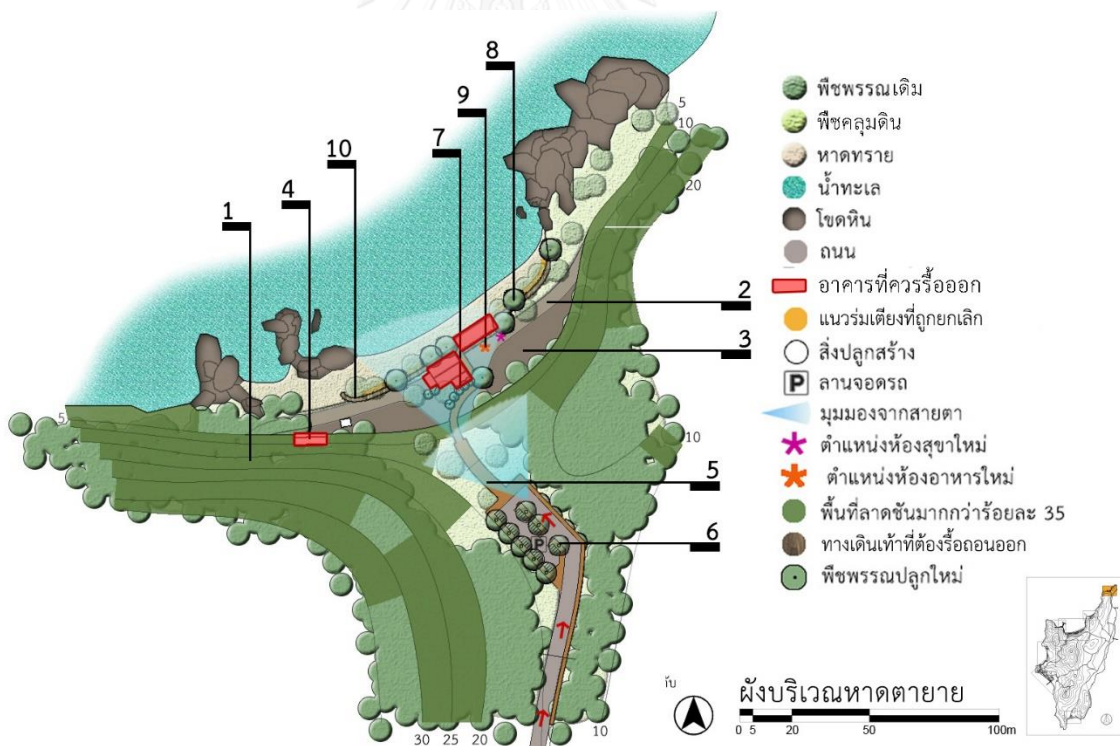 8
9
7
10
4
1
2
3
5
6
5
10
20
5
10
P
30 25 20
10
พืชพรรณเดิม
พืชคลุมดิน
หาดทราย
น้ำทะเล
โขดหิน
ถนน
อาคารที่ควรรื้อออก
แนวร่มเตียงที่ถูกยกเลิก
สิ่งปลูกสร้าง
P ลานจอดรถ
มุมมองจากสายตา
ตำแหน่งห้องสุขาใหม่
ตำแหน่งห้องอาหารใหม่
พื้นที่ลาดชันมากกว่าร้อยละ 35
ทางเดินเท้าที่ต้องรื้อถอนออก
พืชพรรณปลูกใหม่
ผังบริเวณหาดตายาย
0 5 20 50 100m